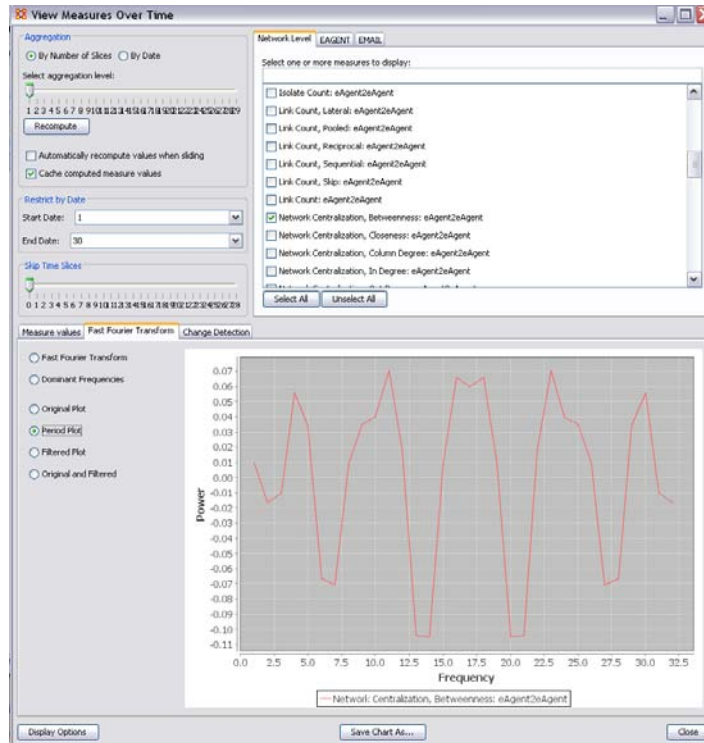 View Measures Over Time
Aggregation
By Number of Slices By Date
Select aggregation level:
Recompute
Automatically recompute values when sliding
Cache computed measure values
Restrict by Date
Start Date: 1
End Date: 30
Skip Time Slices
Network Level EAGENT EMAIL
Select one or more measures to display:
Isolate Count: eAgent2eAgent
Link Count, Lateral: eAgent2eAgent
Link Count, Pooled: eAgent2eAgent
Link Count, Reciprocal: eAgent2eAgent
Link Count, Sequential: eAgent2eAgent
Link Count, Skip: eAgent2eAgent
Link Count: eAgent2eAgent
Network Centralization, Betweenness: eAgent2eAgent
Network Centralization, Closeness: eAgent2eAgent
Network Centralization, Column Degree: eAgent2eAgent
Network Centralization, In Degree: eAgent2eAgent
Select All Unselect All
Measure values Fast Fourier Transform Change Detection
Fast Fourier Transform
Dominant Frequencies
Original Plot
Period Plot
Filtered Plot
Original and Filtered
Power
0.07
0.06
0.05
0.04
0.03
0.02
0.01
0.00
-0.01
-0.02
-0.03
-0.04
-0.05
-0.06
-0.07
-0.08
-0.09
-0.10
-0.11
0.0 2.5 5.0 7.5 10.0 12.5 15.0 17.5 20.0 22.5 25.0 27.5 30.0 32.5
Frequency
Network: Centralization, Betweenness: eAgent2eAgent
Display Options Save Chart As... Close